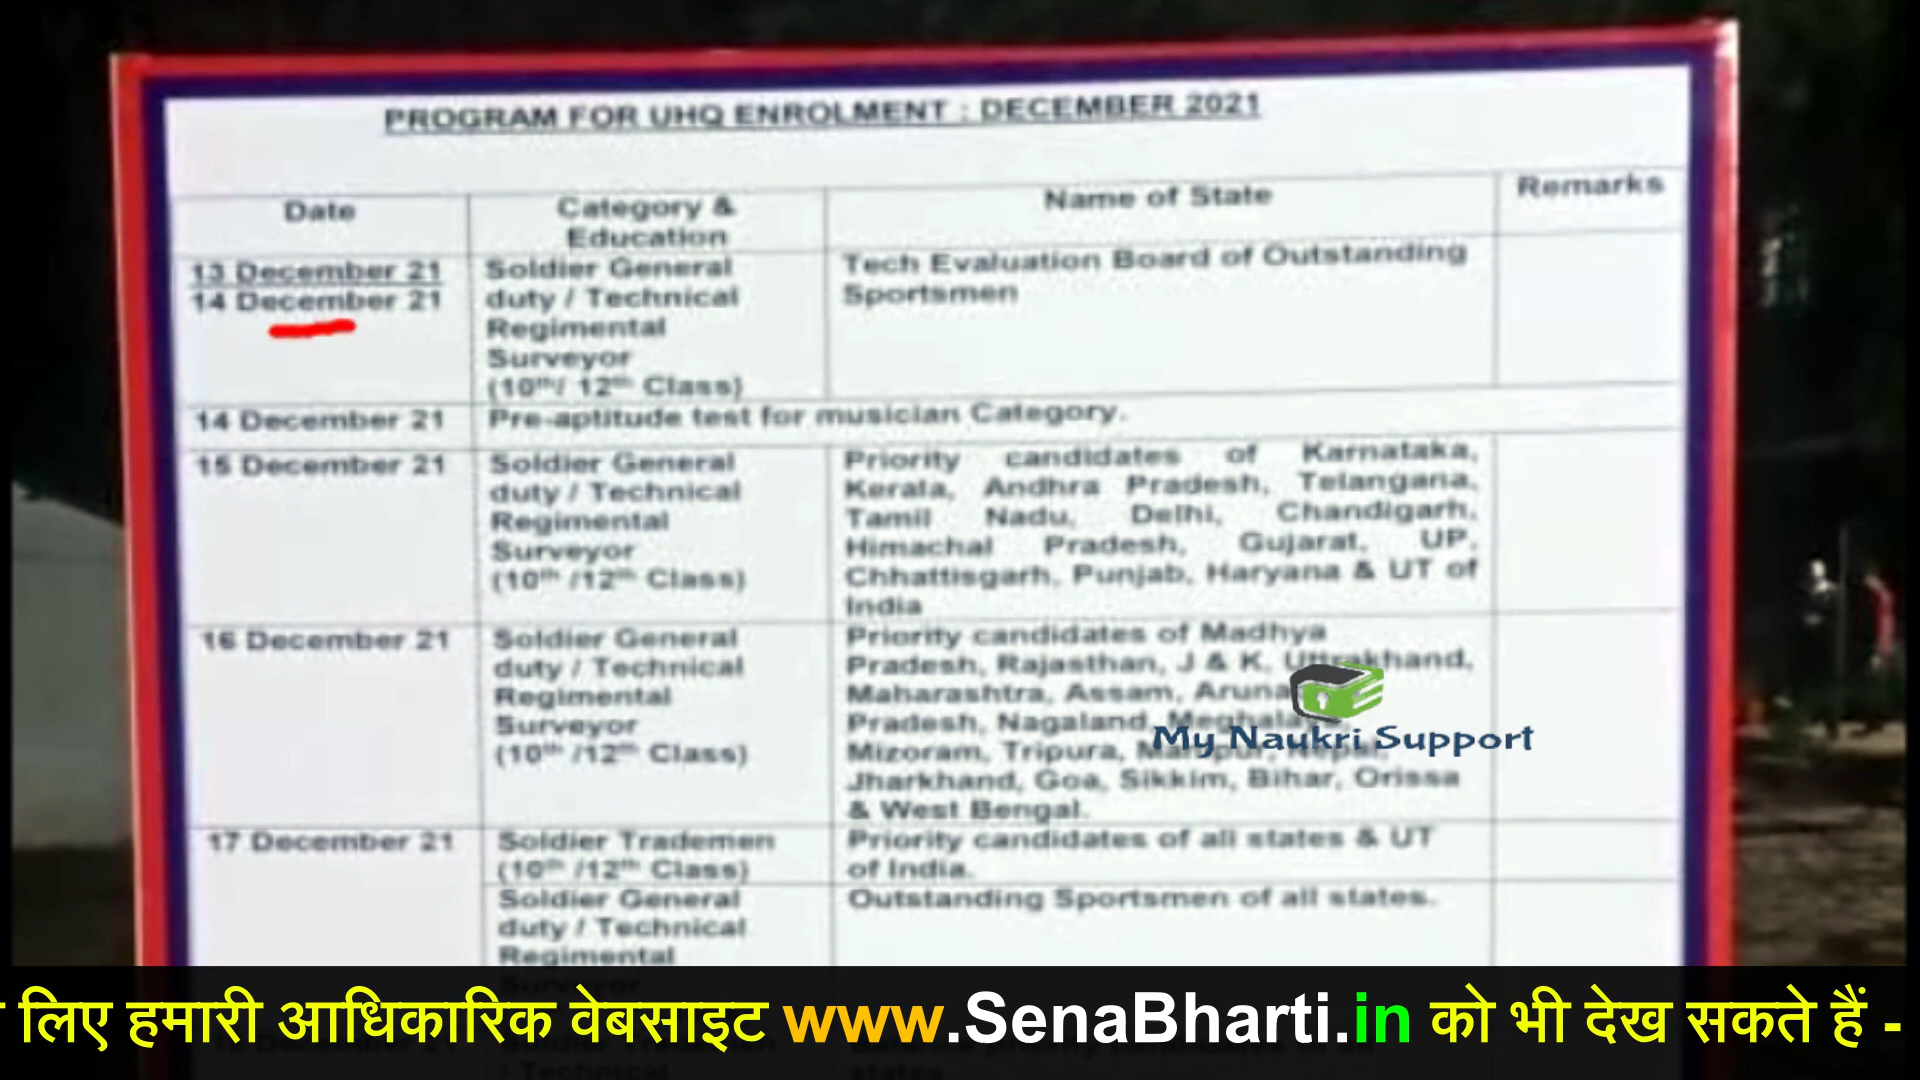 PROGRAM FOR UHQ ENROLMENT : DECEMBER 2021
Date
Category &
Education
Name of State
Remarks
13 December 21
14 December 21
Soldier General
duty / Technical
Regimental
Surveyor
(10th/ 12th Class)
Tech Evaluation Board of Outstanding
Sportsmen
14 December 21
Pre-aptitude test for musician Category.
15 December 21
Soldier General
duty / Technical
Regimental
Surveyor
(10th /12th Class)
Priority candidates of Karnataka,
Kerala, Andhra Pradesh, Telangana,
Tamil Nadu, Delhi, Chandigarh,
Himachal Pradesh, Gujarat, UP,
Chhattisgarh, Punjab, Haryana & UT of
India
16 December 21
Soldier General
duty / Technical
Regimental
Surveyor
(10th /12th Class)
Priority candidates of Madhya
Pradesh, Rajasthan, J & K, Uttrakhand,
Maharashtra, Assam,
Pradesh, Nagaland, Meghalaya
Mizoram, Tripura,
Jharkhand, Goa, Sikkim, Bihar, Orissa
& West Bengal.
My Naukri Support
17 December 21
Soldier Trademen
(10th /12th Class)
Priority candidates of all states & UT
of India.
Soldier General
duty / Technical
Regimental
Outstanding Sportsmen of all states.
लिए हमारी आधिकारिक वेबसाइट www.SenaBharti.in को भी देख सकते हैं -